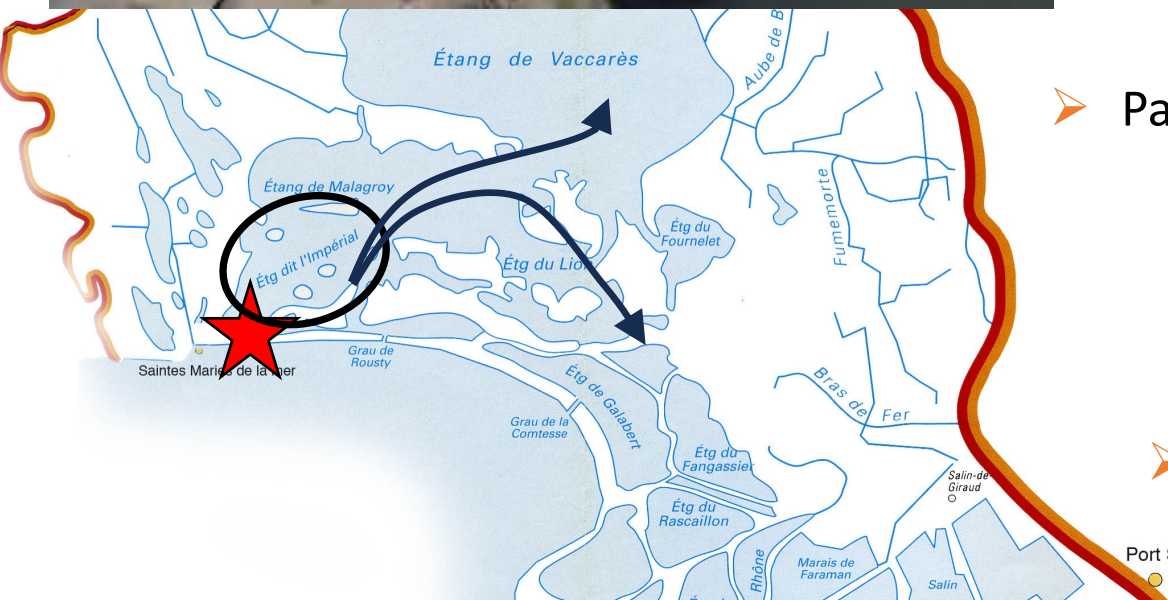 Étang de Vaccarès
Aube de B
Pa
Étang de Malagroy
Étg dit l'Impérial
Étg du
Fournelet
Fumemorte
Étg du Lion
Grau de
Rousty
Saintes Maries de la mer
Étg de Galabert
Bras de Fer
Grau de la
Comtesse
Étg du
Fangassier
Salin-de-
Giraud
Étg du
Rascaillon
Port
Rhône
Marais de
Faraman
Salin